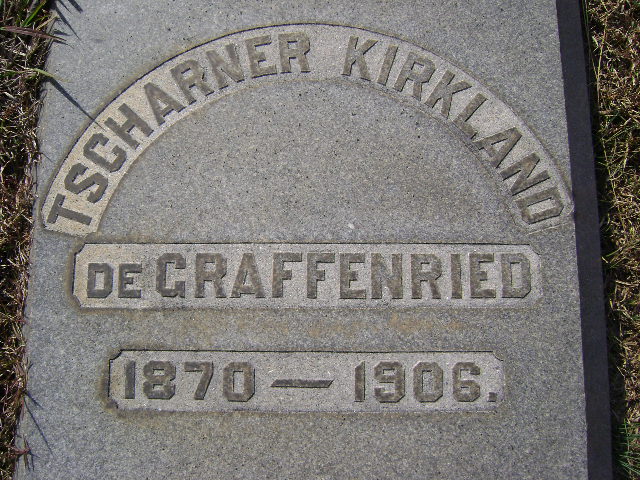 TSCHARNER KIRKLAND
DE GRAFFENRIED
1870 — 1906.